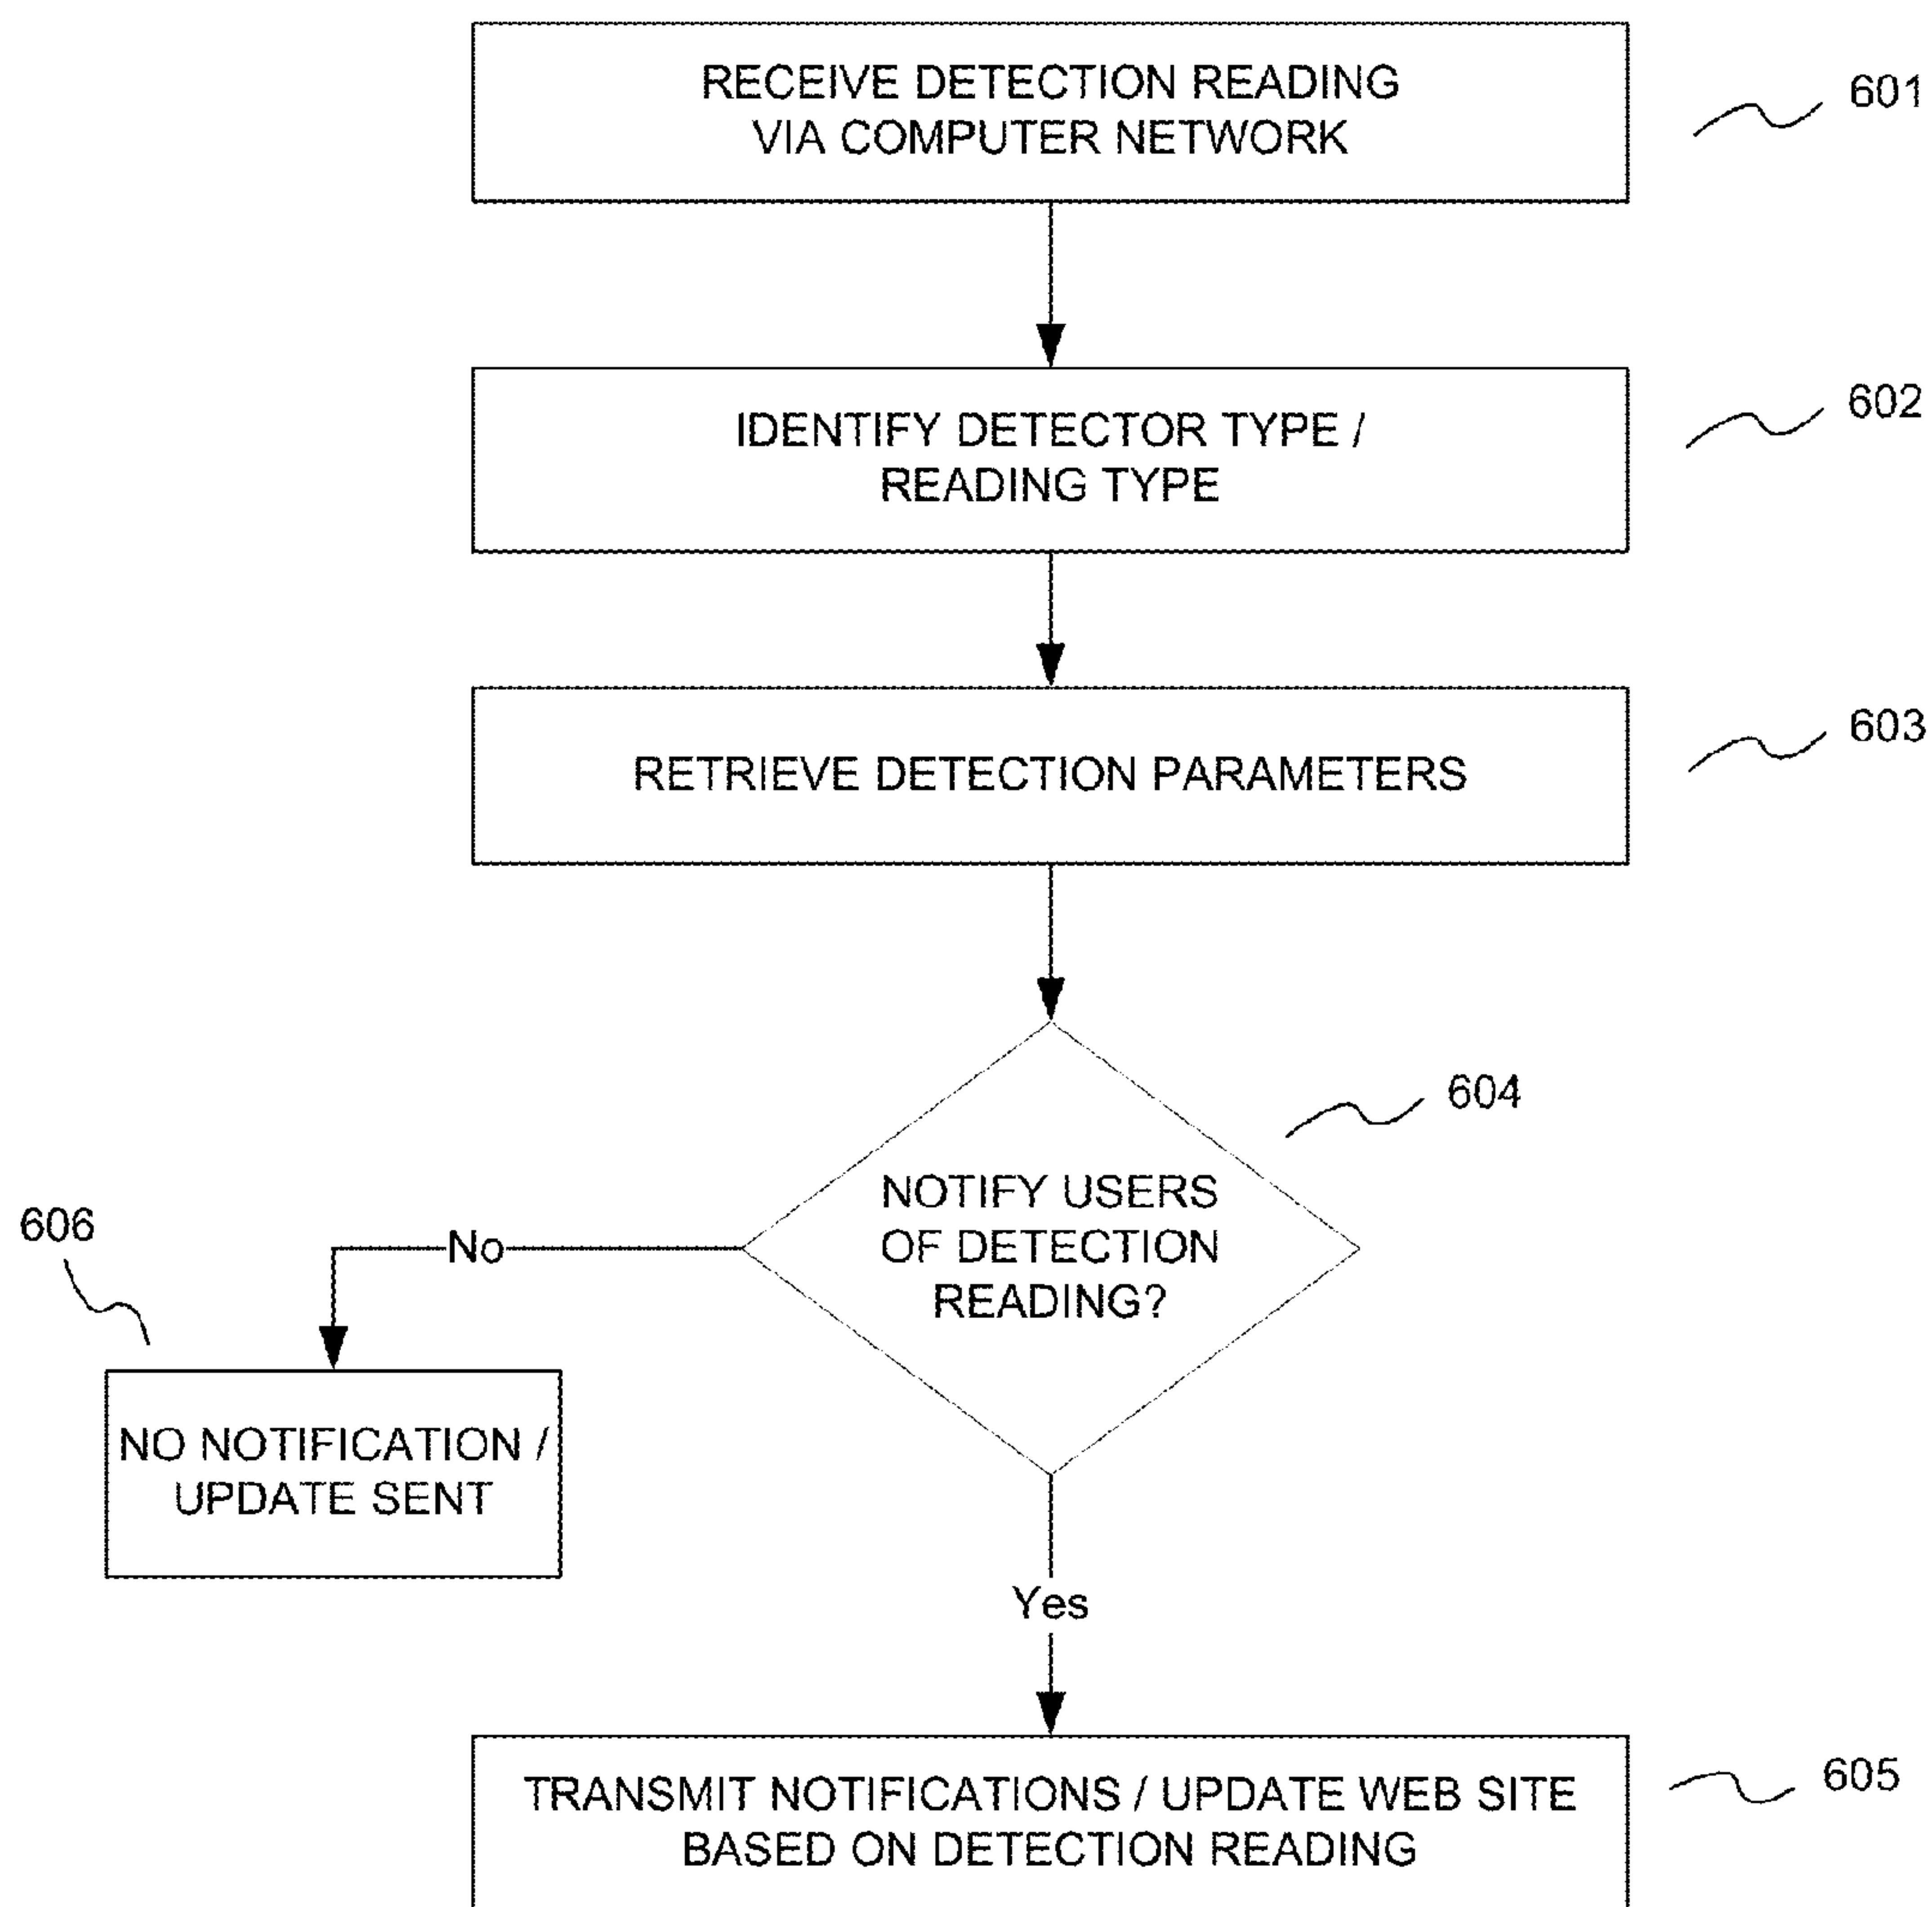 RECEIVE DETECTION READING
VIA COMPUTER NETWORK
601
IDENTIFY DETECTOR TYPE /
READING TYPE
602
RETRIEVE DETECTION PARAMETERS
603
604
NOTIFY USERS
OF DETECTION
READING?
No
606
NO NOTIFICATION /
UPDATE SENT
Yes
TRANSMIT NOTIFICATIONS / UPDATE WEB SITE
BASED ON DETECTION READING
605